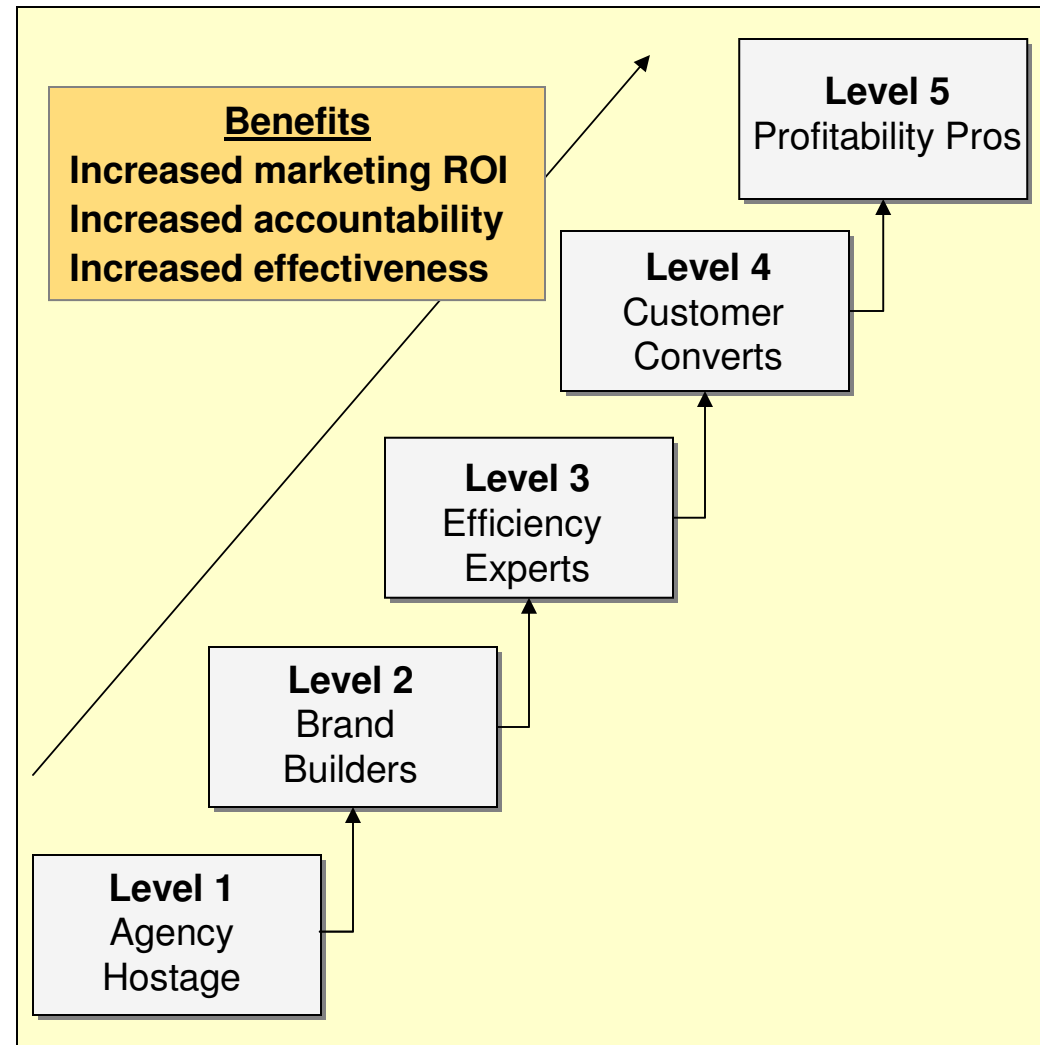 Benefits
Increased marketing ROI
Increased accountability
Increased effectiveness
Level 5
Profitability Pros
Level 4
Customer
Converts
Level 3
Efficiency
Experts
Level 2
Brand
Builders
Level 1
Agency
Hostage